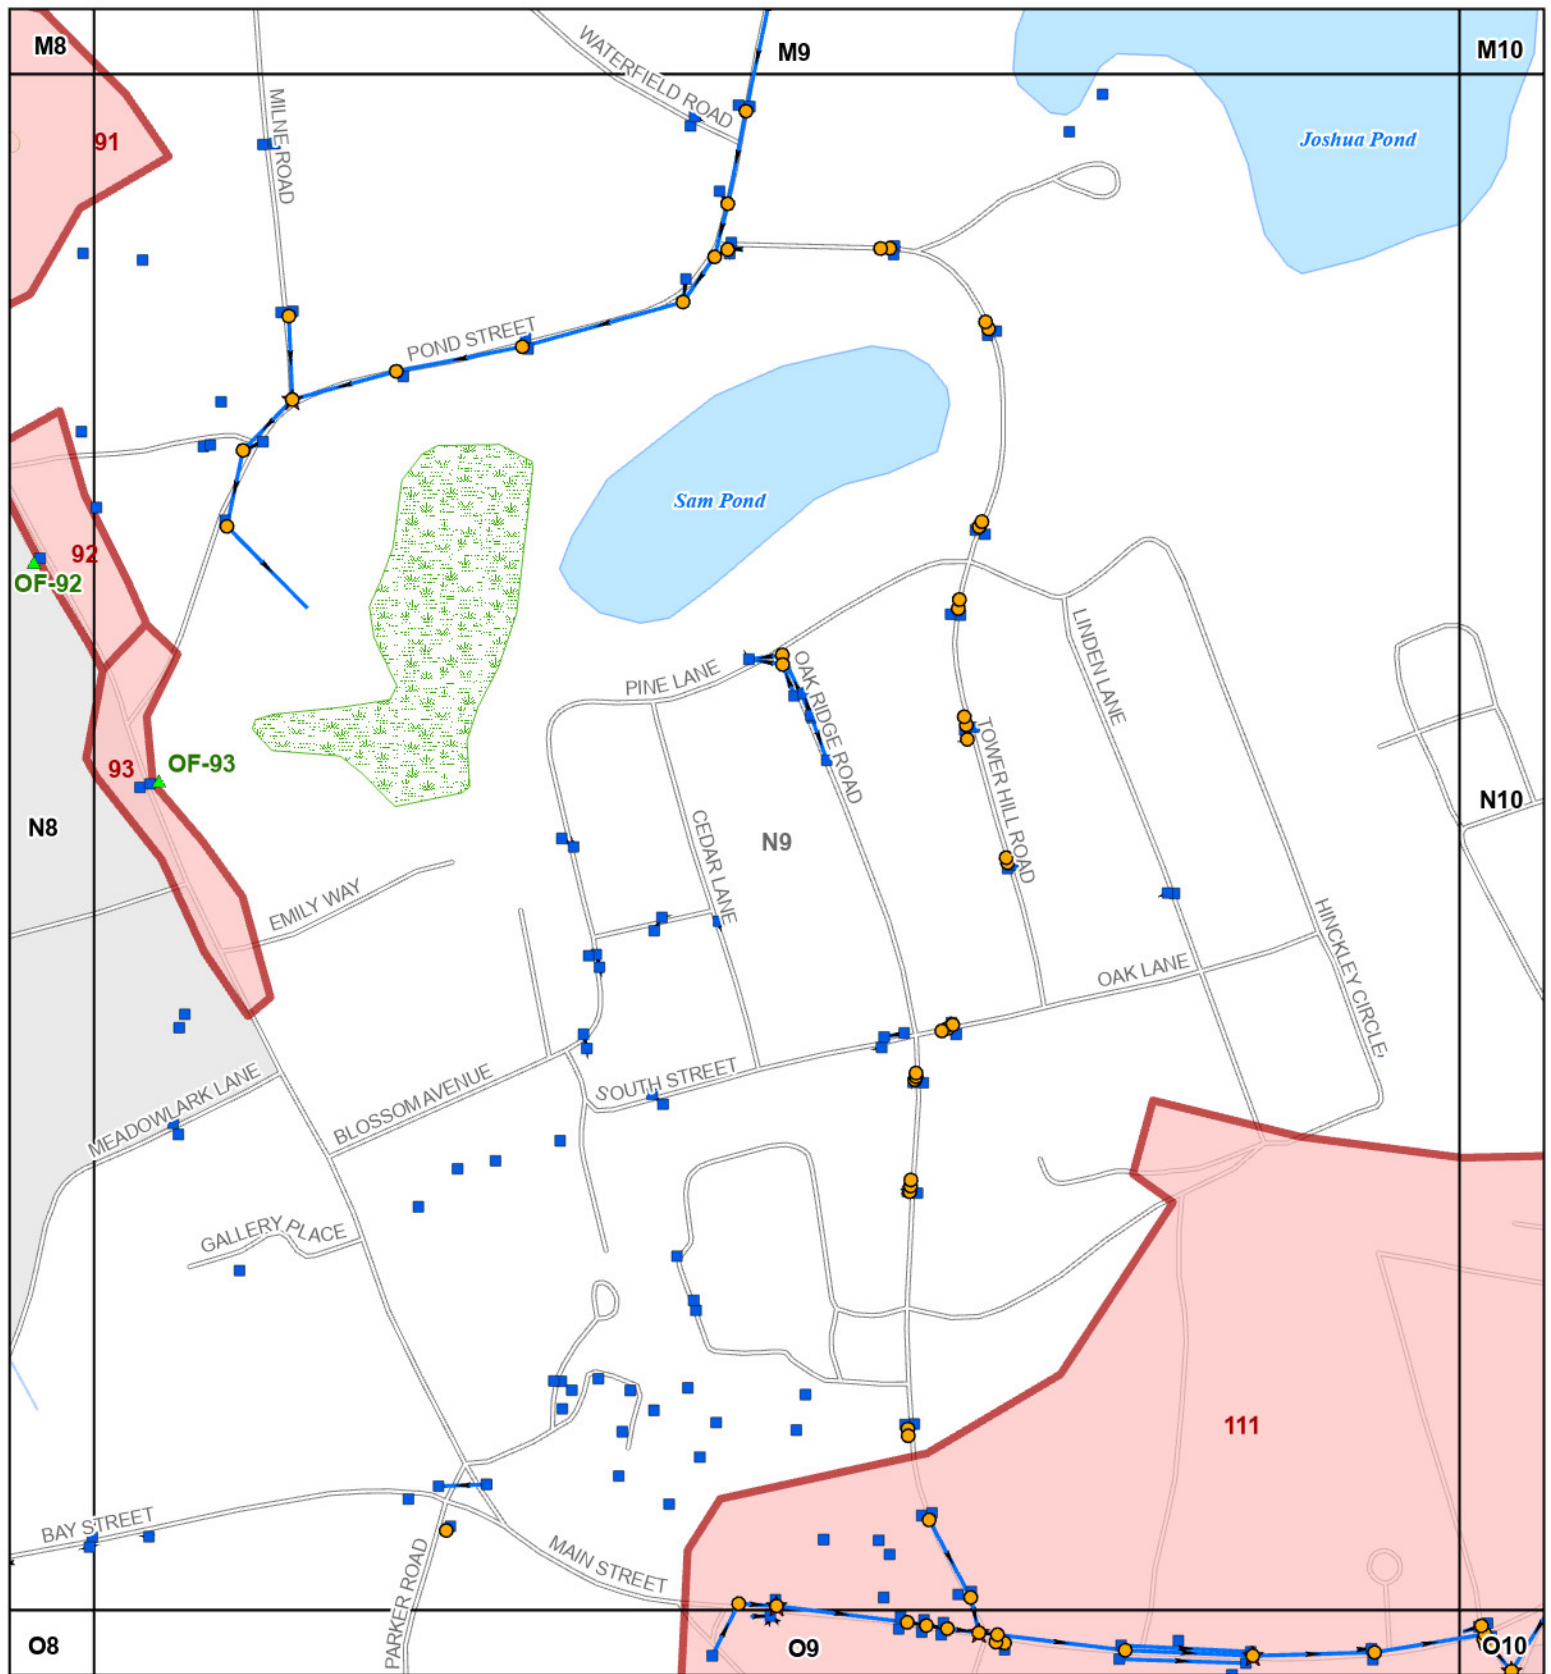 M8
M9
M10
WATERFIELD ROAD
MILNE ROAD
91
Joshua Pond
POND STREET
Sam Pond
92
OF-92
LINDEN LANE
PINE LANE
OAK RIDGE ROAD
TOWER HILL ROAD
OF-93
93
N8
CEDAR LANE
N9
N10
EMILY WAY
HINCKLEY CIRCLE
OAK LANE
SOUTH STREET
BLOSSOM AVENUE
MEADOWLARK LANE
GALLERY PLACE
111
BAY STREET
MAIN STREET
PARKER ROAD
O8
O9
O10